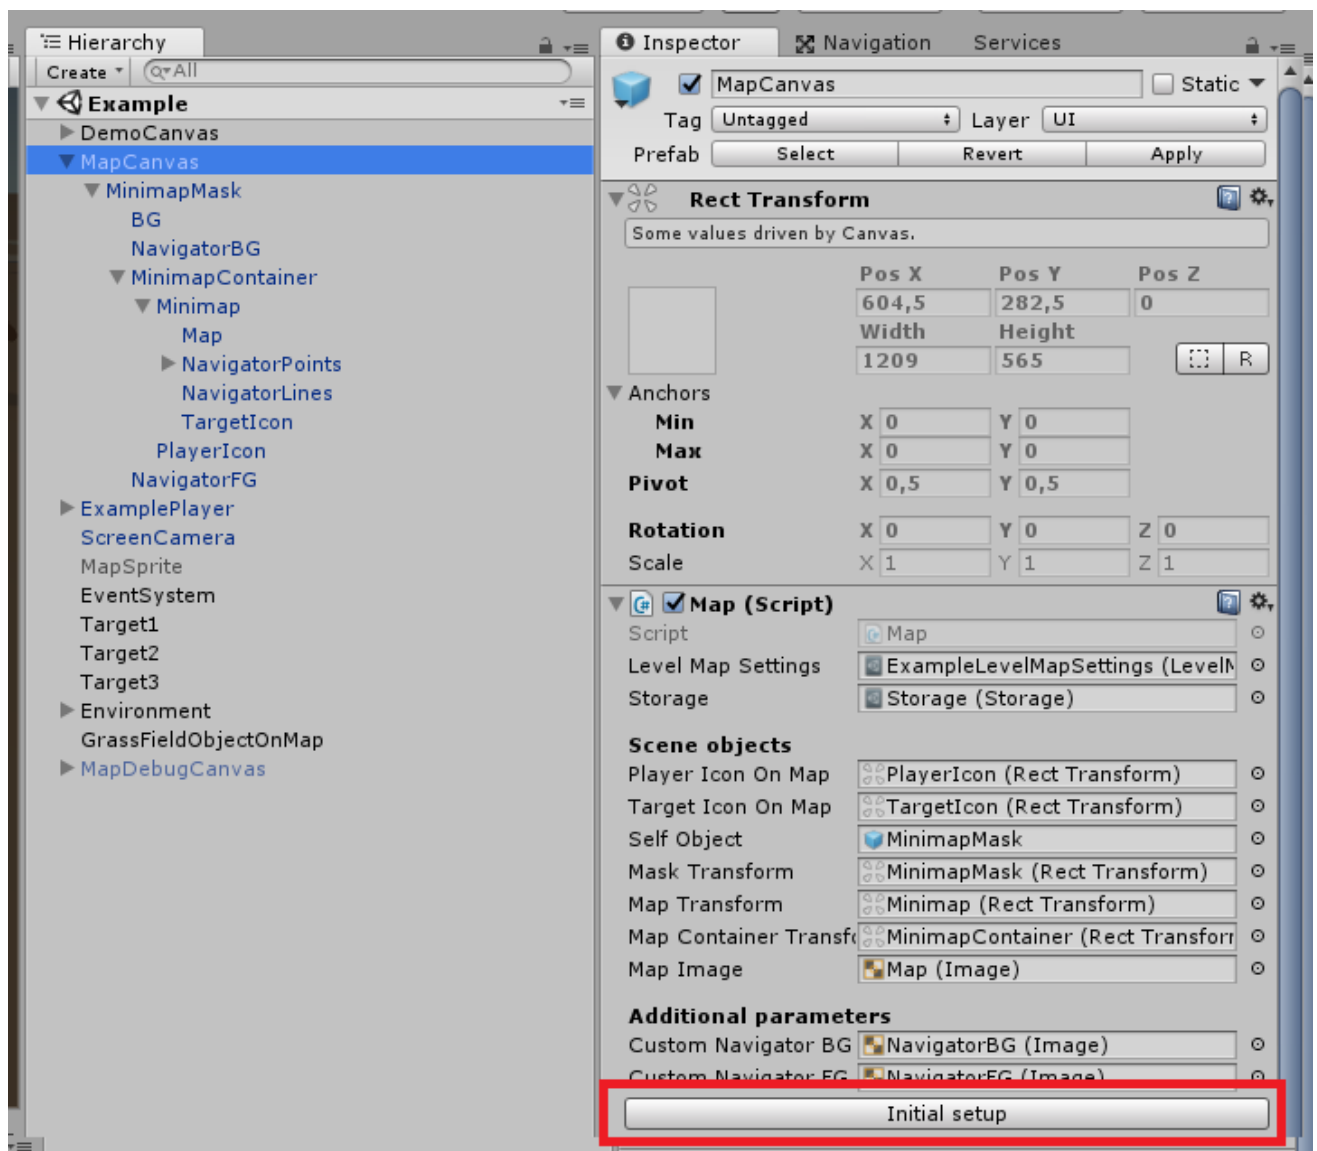 Hierarchy
Create
All
Example
DemoCanvas
MapCanvas
MinimapMask
BG
NavigatorBG
MinimapContainer
Minimap
Map
NavigatorPoints
NavigatorLines
TargetIcon
PlayerIcon
NavigatorFG
ExamplePlayer
ScreenCamera
MapSprite
EventSystem
Target1
Target2
Target3
Environment
GrassFieldObjectOnMap
MapDebugCanvas
Inspector Navigation Services
MapCanvas Static
Tag Untagged Layer UI
Prefab Select Revert Apply
Rect Transform
Some values driven by Canvas.
Pos X Pos Y Pos Z
604,5 282,5 0
Width Height
1209 565
R
Anchors
Min X 0 Y 0
Max X 0 Y 0
Pivot X 0,5 Y 0,5
Rotation X 0 Y 0 Z 0
Scale X 1 Y 1 Z 1
Map (Script)
Script Map
Level Map Settings ExampleLevelMapSettings (LevelM
Storage Storage (Storage)
Scene objects
Player Icon On Map PlayerIcon (Rect Transform)
Target Icon On Map TargetIcon (Rect Transform)
Self Object MinimapMask
Mask Transform MinimapMask (Rect Transform)
Map Transform Minimap (Rect Transform)
Map Container Transfo MinimapContainer (Rect Transforr
Map Image Map (Image)
Additional parameters
Custom Navigator BG NavigatorBG (Image)
Custom Navigator FG NavigatorFG (Image)
Initial setup